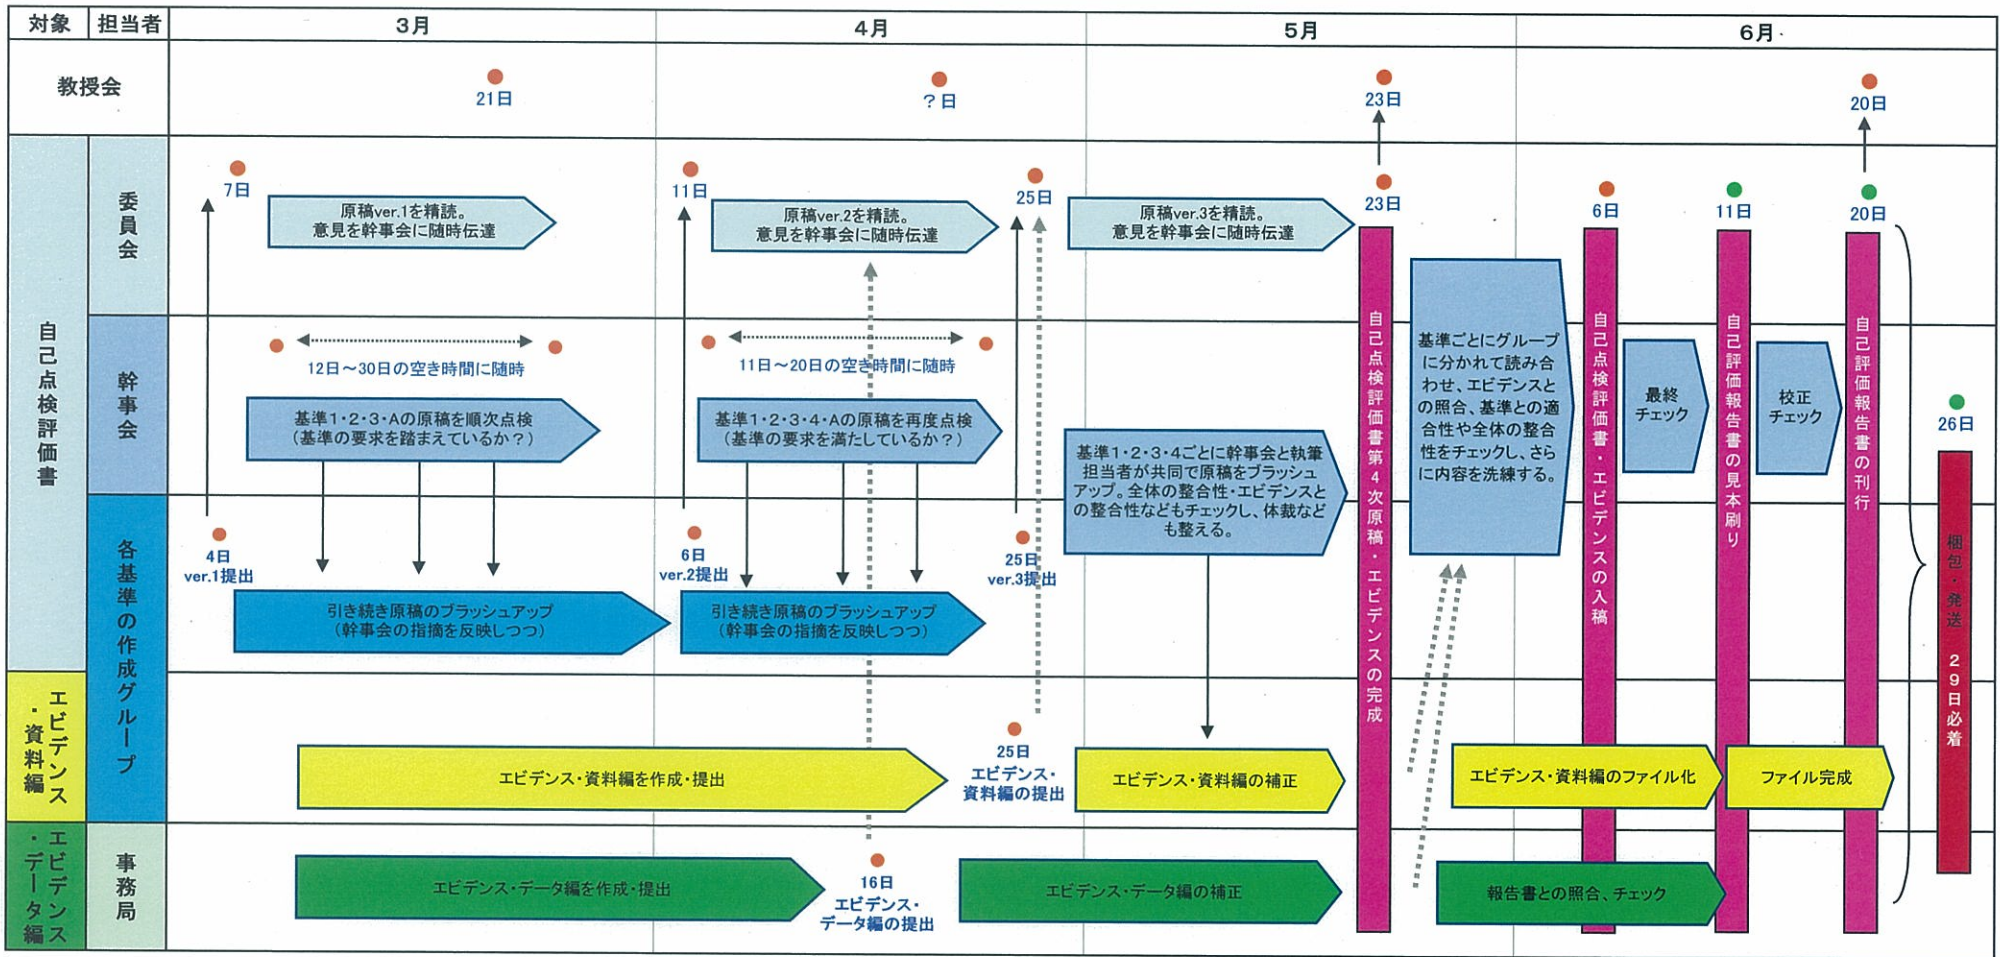 対象
担当者
3月
4月
5月
6月
教授会
21日
?日
23日
20日
自己点検評価書
委員会
7日
原稿ver.1を精読。
意見を幹事会に随時伝達
11日
原稿ver.2を精読。
意見を幹事会に随時伝達
25日
原稿ver.3を精読。
意見を幹事会に随時伝達
23日
6日
11日
20日
幹事会
12日～30日の空き時間に随時
基準1・2・3・Aの原稿を順次点検
(基準の要求を踏まえているか?)
11日～20日の空き時間に随時
基準1・2・3・4・Aの原稿を再度点検
(基準の要求を満たしているか?)
基準1・2・3・4ごとに幹事会と執筆
担当者が共同で原稿をブラッシュ
アップ。全体の整合性・エビデンスと
の整合性などもチェックし、体裁など
も整える。
自己点検評価書第4次原稿・エビデンスの完成
基準ごとにグループ
に分かれて読み合
わせ、エビデンスと
の照合、基準との適
合性や全体の整合
性をチェックし、さら
に内容を洗練する。
自己点検評価書・エビデンスの入稿
最終
チェック
自己評価報告書の見本刷り
校正
チェック
自己評価報告書の刊行
26日
梱包・発送 29日必着
各基準の作成グループ
4日
ver.1提出
6日
ver.2提出
25日
ver.3提出
引き続き原稿のブラッシュアップ
(幹事会の指摘を反映しつつ)
引き続き原稿のブラッシュアップ
(幹事会の指摘を反映しつつ)
エビデンス
・資料編
エビデンス・資料編を作成・提出
25日
エビデンス・
資料編の提出
エビデンス・資料編の補正
エビデンス・資料編のファイル化
ファイル完成
エビデンス
・データ編
事務局
エビデンス・データ編を作成・提出
16日
エビデンス・
データ編の提出
エビデンス・データ編の補正
報告書との照合、チェック